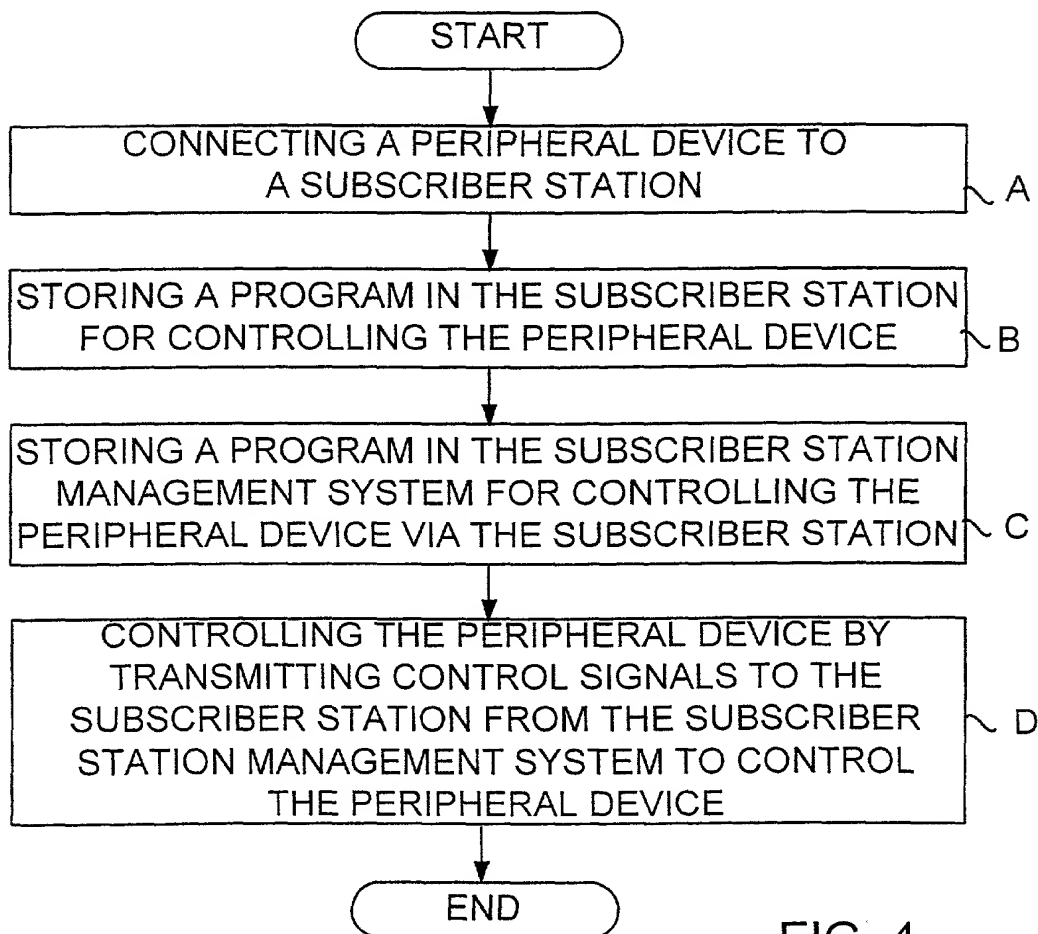 START
CONNECTING A PERIPHERAL DEVICE TO
A SUBSCRIBER STATION
A
STORING A PROGRAM IN THE SUBSCRIBER STATION
FOR CONTROLLING THE PERIPHERAL DEVICE
B
STORING A PROGRAM IN THE SUBSCRIBER STATION
MANAGEMENT SYSTEM FOR CONTROLLING THE
PERIPHERAL DEVICE VIA THE SUBSCRIBER STATION
C
CONTROLLING THE PERIPHERAL DEVICE BY
TRANSMITTING CONTROL SIGNALS TO THE
SUBSCRIBER STATION FROM THE SUBSCRIBER
STATION MANAGEMENT SYSTEM TO CONTROL
THE PERIPHERAL DEVICE
D
END
FIG. 4